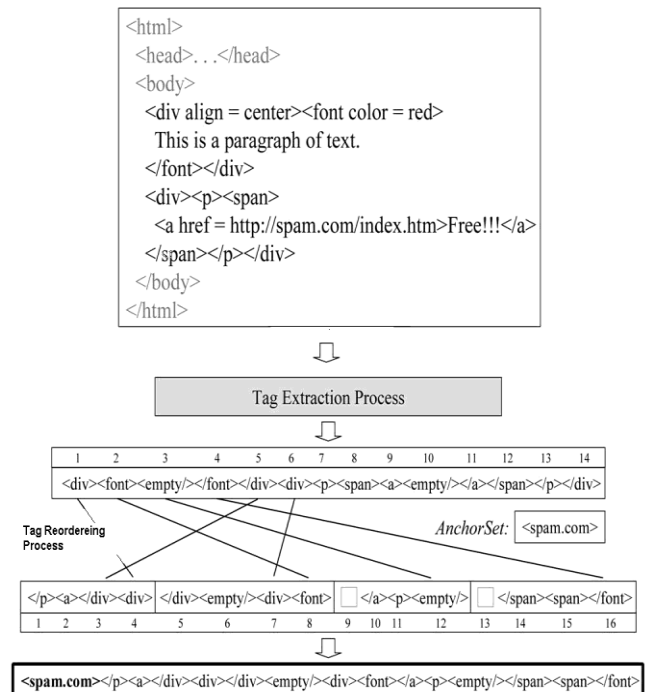 <html>
<head>. . .</head>
<body>
<div align = center><font color = red>
This is a paragraph of text.
</font></div>
<div><p><span>
<a href = http://spam.com/index.htm>Free!!!</a>
</span></p></div>
</body>
</html>
Tag Extraction Process
1 2 3 4 5 6 7 8 9 10 11 12 13 14
<div><font><empty/></font></div><div><p><span><a><empty/></a></span></p></div>
Tag Reordereing
Process
AnchorSet: <spam.com>
</p><a></div><div> </div><empty/><div><font> </a><p><empty/> </span><span></font>
1 2 3 4 5 6 7 8 9 10 11 12 13 14 15 16
<spam.com></p><a></div><div></div><empty/><div><font></a><p><empty/></span><span></font>